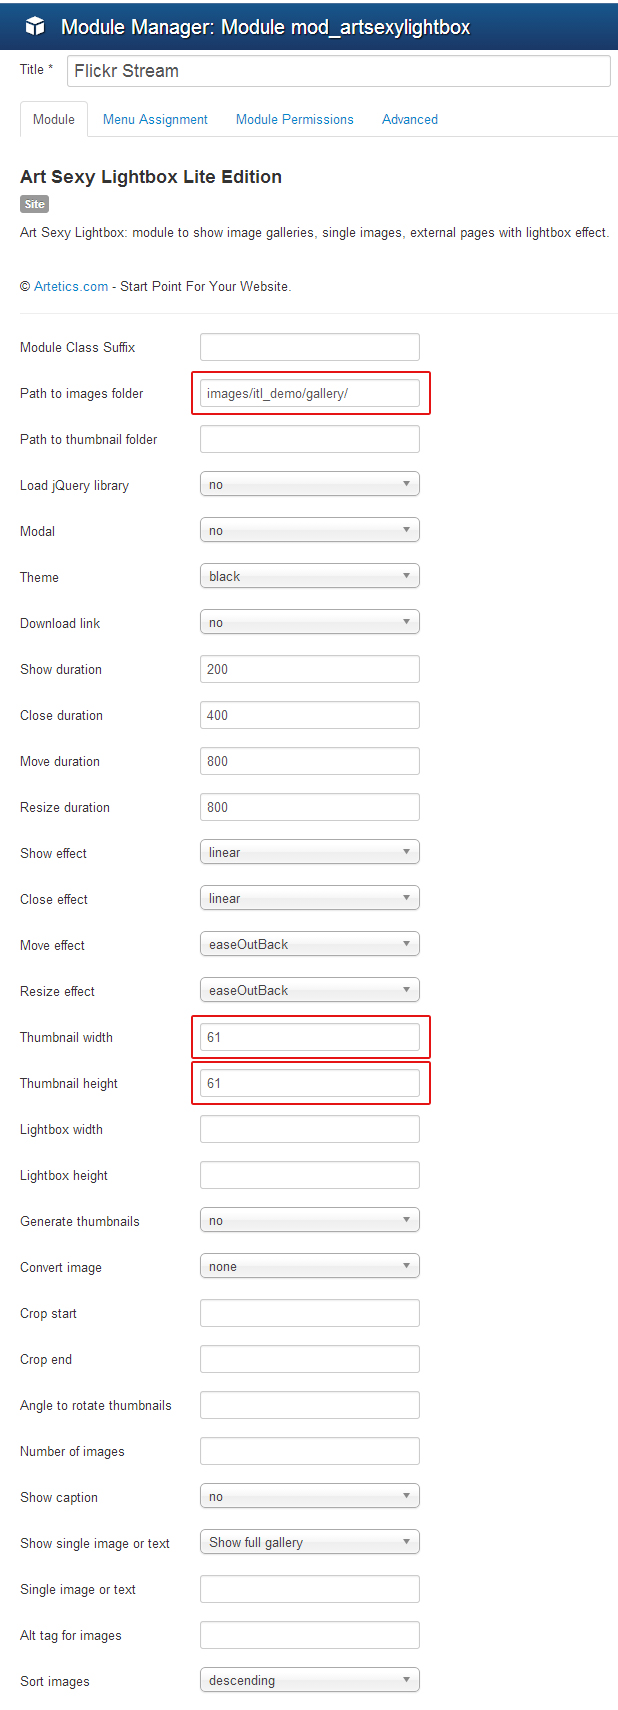 Module Manager: Module mod_artsexylightbox
Title * Flickr Stream
Module Menu Assignment Module Permissions Advanced
Art Sexy Lightbox Lite Edition
Site
Art Sexy Lightbox: module to show image galleries, single images, external pages with lightbox effect.
© Artetics.com - Start Point For Your Website.
Module Class Suffix
Path to images folder images/itl_demo/gallery/
Path to thumbnail folder
Load jQuery library no
Modal no
Theme black
Download link no
Show duration 200
Close duration 400
Move duration 800
Resize duration 800
Show effect linear
Close effect linear
Move effect easeOutBack
Resize effect easeOutBack
Thumbnail width 61
Thumbnail height 61
Lightbox width
Lightbox height
Generate thumbnails no
Convert image none
Crop start
Crop end
Angle to rotate thumbnails
Number of images
Show caption no
Show single image or text Show full gallery
Single image or text
Alt tag for images
Sort images descending